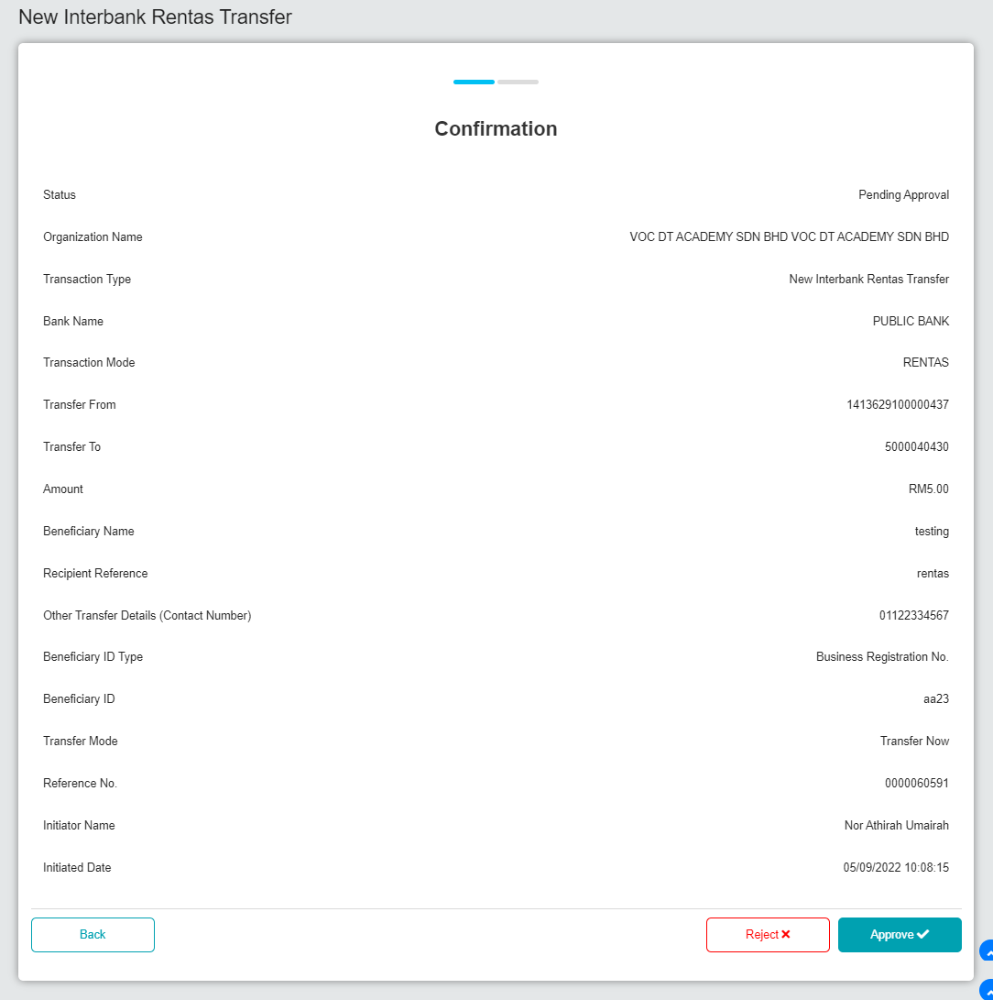 New Interbank Rentas Transfer
Confirmation
Status Pending Approval
Organization Name VOC DT ACADEMY SDN BHD VOC DT ACADEMY SDN BHD
Transaction Type New Interbank Rentas Transfer
Bank Name PUBLIC BANK
Transaction Mode RENTAS
Transfer From 1413629100000437
Transfer To 5000040430
Amount RM5.00
Beneficiary Name testing
Recipient Reference rentas
Other Transfer Details (Contact Number) 01122334567
Beneficiary ID Type Business Registration No.
Beneficiary ID aa23
Transfer Mode Transfer Now
Reference No. 0000060591
Initiator Name Nor Athirah Umairah
Initiated Date 05/09/2022 10:08:15
Back Reject Approve